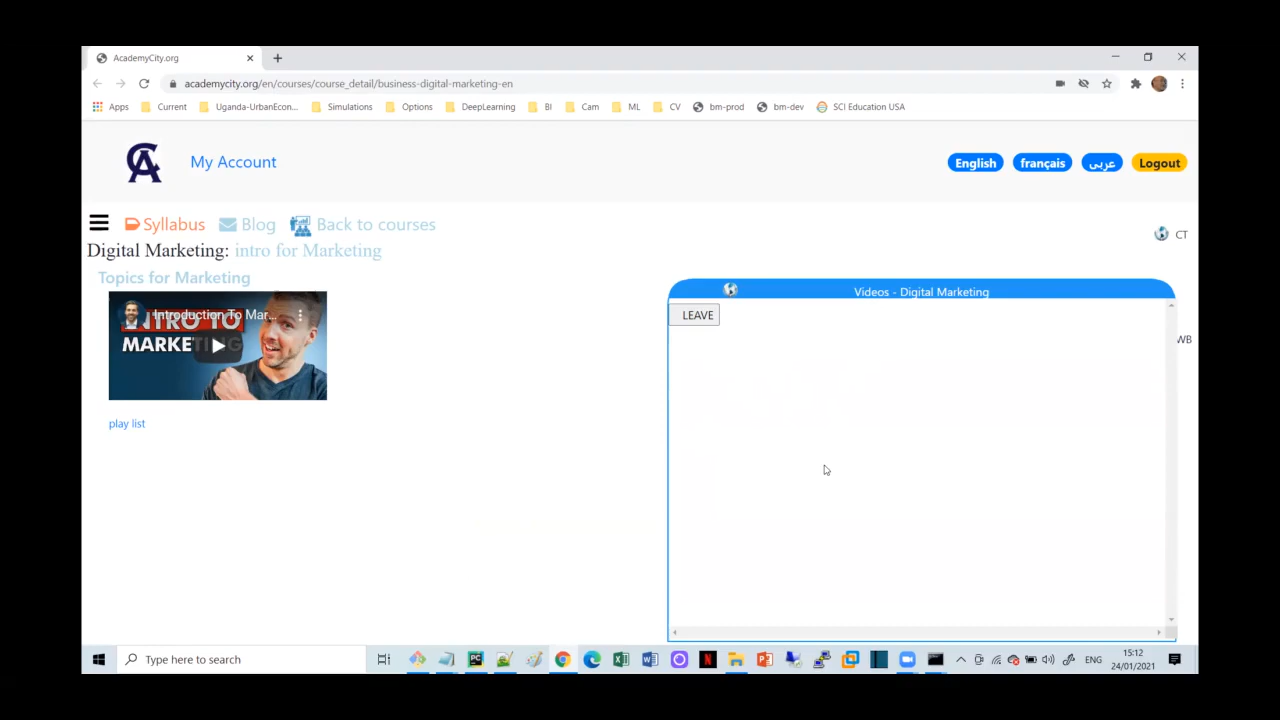 AcademyCity.org
academycity.org/en/courses/course_detail/business-digital-marketing-en
Apps Current Uganda-UrbanEcon... Simulations Options DeepLearning BI Cam ML CV bm-prod bm-dev SCI Education USA
CA My Account English français عربى Logout
Syllabus Blog Back to courses
CT
Digital Marketing: intro for Marketing
Topics for Marketing
Videos - Digital Marketing
Introduction To Mar...
INTRO TO
MARKETING
LEAVE
WB
play list
Type here to search
ENG
15:12
24/01/2021